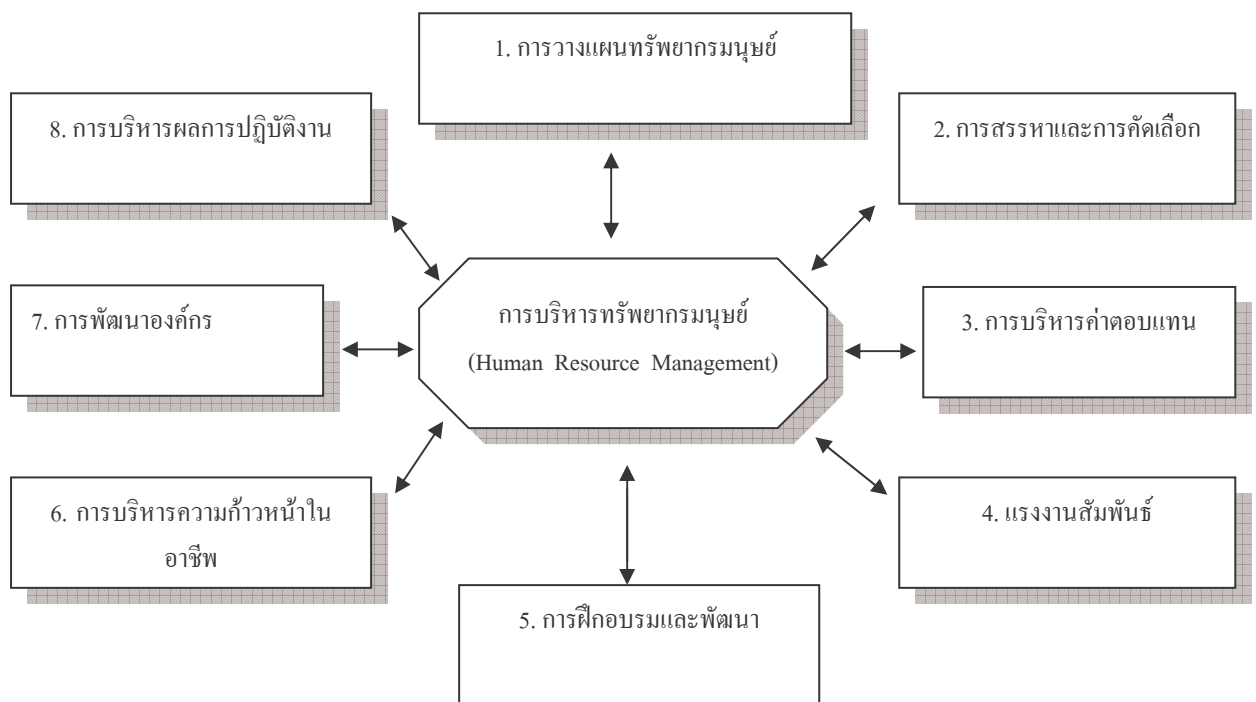 1. การวางแผนทรัพยากรมนุษย์
8. การบริหารผลการปฏิบัติงาน
2. การสรรหาและการคัดเลือก
7. การพัฒนาองค์กร
การบริหารทรัพยากรมนุษย์
(Human Resource Management)
3. การบริหารค่าตอบแทน
6. การบริหารความก้าวหน้าใน
อาชีพ
4. แรงงานสัมพันธ์
5. การฝึกอบรมและพัฒนา